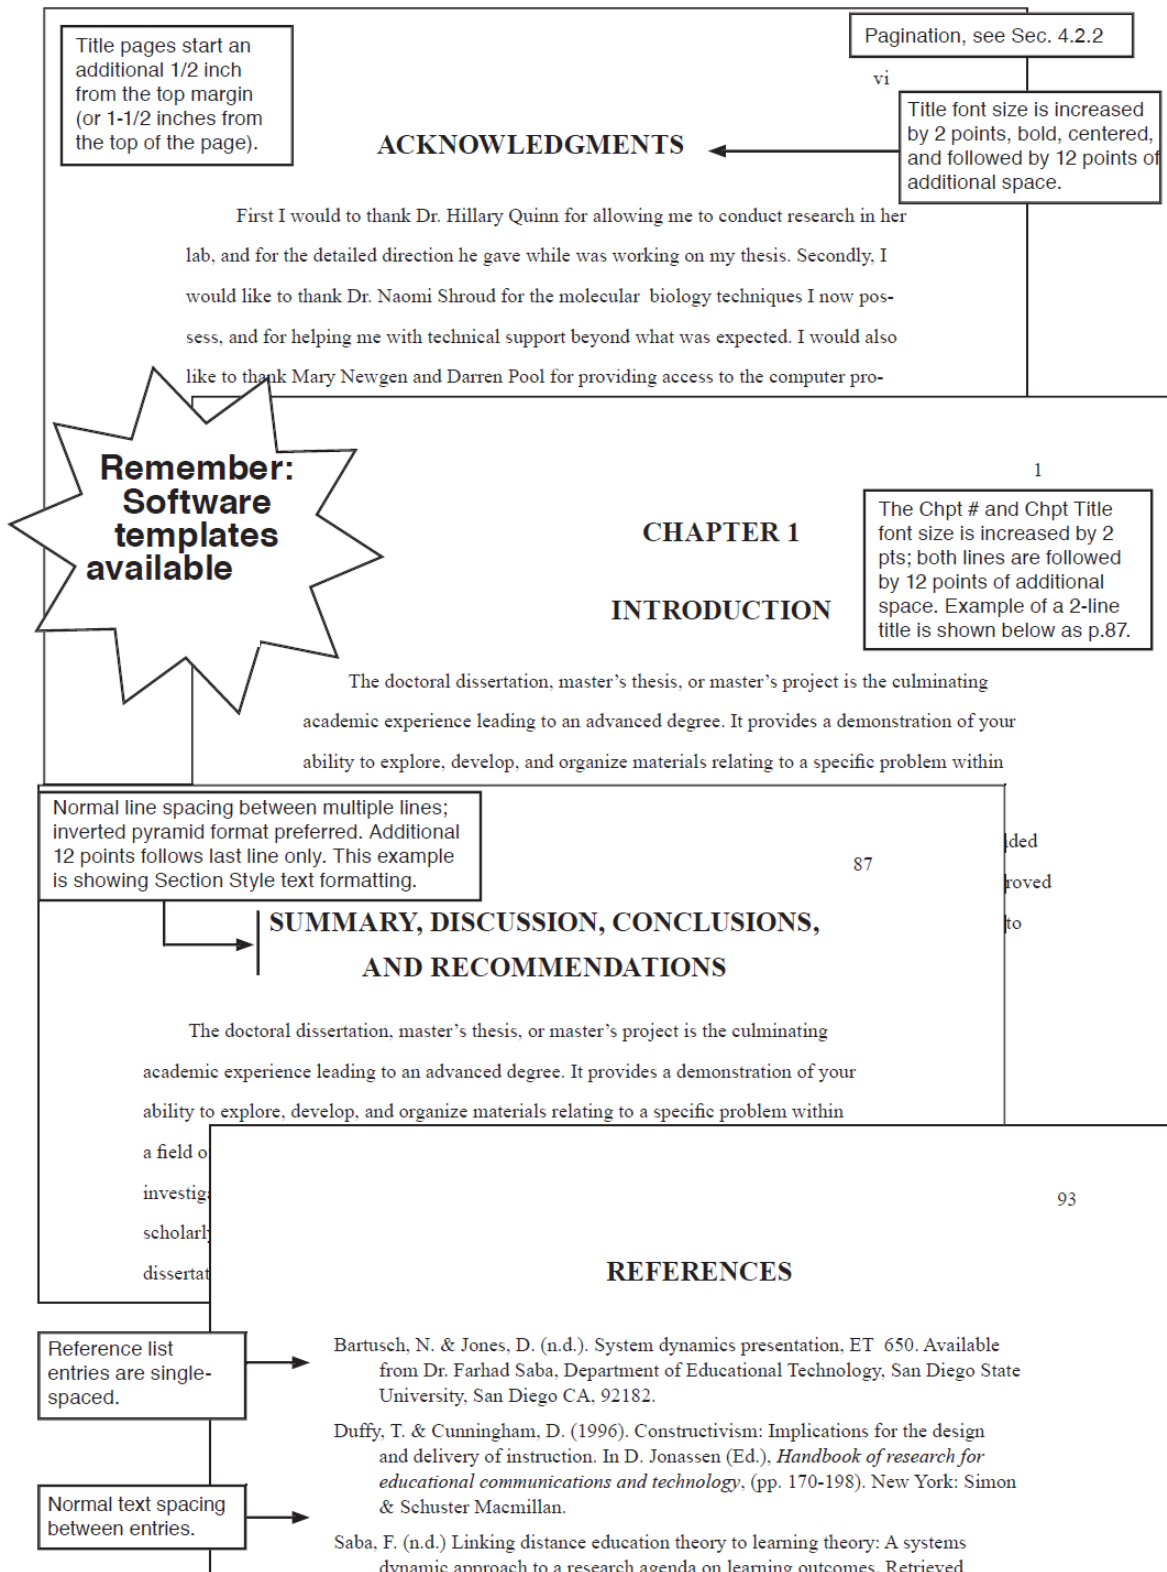 Title pages start an
additional 1/2 inch
from the top margin
(or 1-1/2 inches from
the top of the page).
Pagination, see Sec. 4.2.2
vi
Title font size is increased
by 2 points, bold, centered,
and followed by 12 points of
additional space.
ACKNOWLEDGMENTS
First I would to thank Dr. Hillary Quinn for allowing me to conduct research in her
lab, and for the detailed direction he gave while was working on my thesis. Secondly, I
would like to thank Dr. Naomi Shroud for the molecular  biology techniques I now pos-
sess, and for helping me with technical support beyond what was expected. I would also
like to thank Mary Newgen and Darren Pool for providing access to the computer pro-
Remember:
Software
templates
available
1
The Chpt # and Chpt Title
font size is increased by 2
pts; both lines are followed
by 12 points of additional
space. Example of a 2-line
title is shown below as p.87.
CHAPTER 1
INTRODUCTION
The doctoral dissertation, master’s thesis, or master’s project is the culminating
academic experience leading to an advanced degree. It provides a demonstration of your
ability to explore, develop, and organize materials relating to a specific problem within
ded
roved
to
Normal line spacing between multiple lines;
inverted pyramid format preferred. Additional
12 points follows last line only. This example
is showing Section Style text formatting.
87
SUMMARY, DISCUSSION, CONCLUSIONS,
AND RECOMMENDATIONS
The doctoral dissertation, master’s thesis, or master’s project is the culminating
academic experience leading to an advanced degree. It provides a demonstration of your
ability to explore, develop, and organize materials relating to a specific problem within
a field o
investig
scholarl
dissertat
93
REFERENCES
Reference list
entries are single-
spaced.
Bartusch, N. & Jones, D. (n.d.). System dynamics presentation, ET  650. Available
from Dr. Farhad Saba, Department of Educational Technology, San Diego State
University, San Diego CA, 92182.
Duffy, T. & Cunningham, D. (1996). Constructivism: Implications for the design
and delivery of instruction. In D. Jonassen (Ed.), Handbook of research for
educational communications and technology, (pp. 170-198). New York: Simon
& Schuster Macmillan.
Normal text spacing
between entries.
Saba, F. (n.d.) Linking distance education theory to learning theory: A systems
dynamic approach to a research agenda on learning outcomes. Retrieved